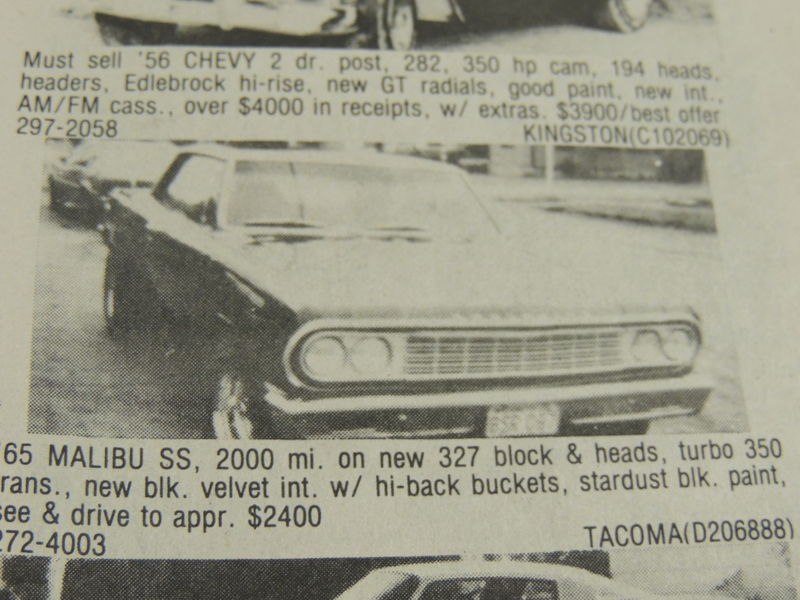 Must sell '56 CHEVY 2 dr. post, 282, 350 hp cam, 194 heads,
headers, Edlebrock hi-rise, new GT radials, good paint, new int.,
AM/FM cass., over $4000 in receipts, w/ extras. $3900/best offer
297-2058 KINGSTON(C102069)
'65 MALIBU SS, 2000 mi. on new 327 block & heads, turbo 350
rans., new blk. velvet int. w/ hi-back buckets, stardust blk. paint,
see & drive to appr. $2400
272-4003 TACOMA(D206888)